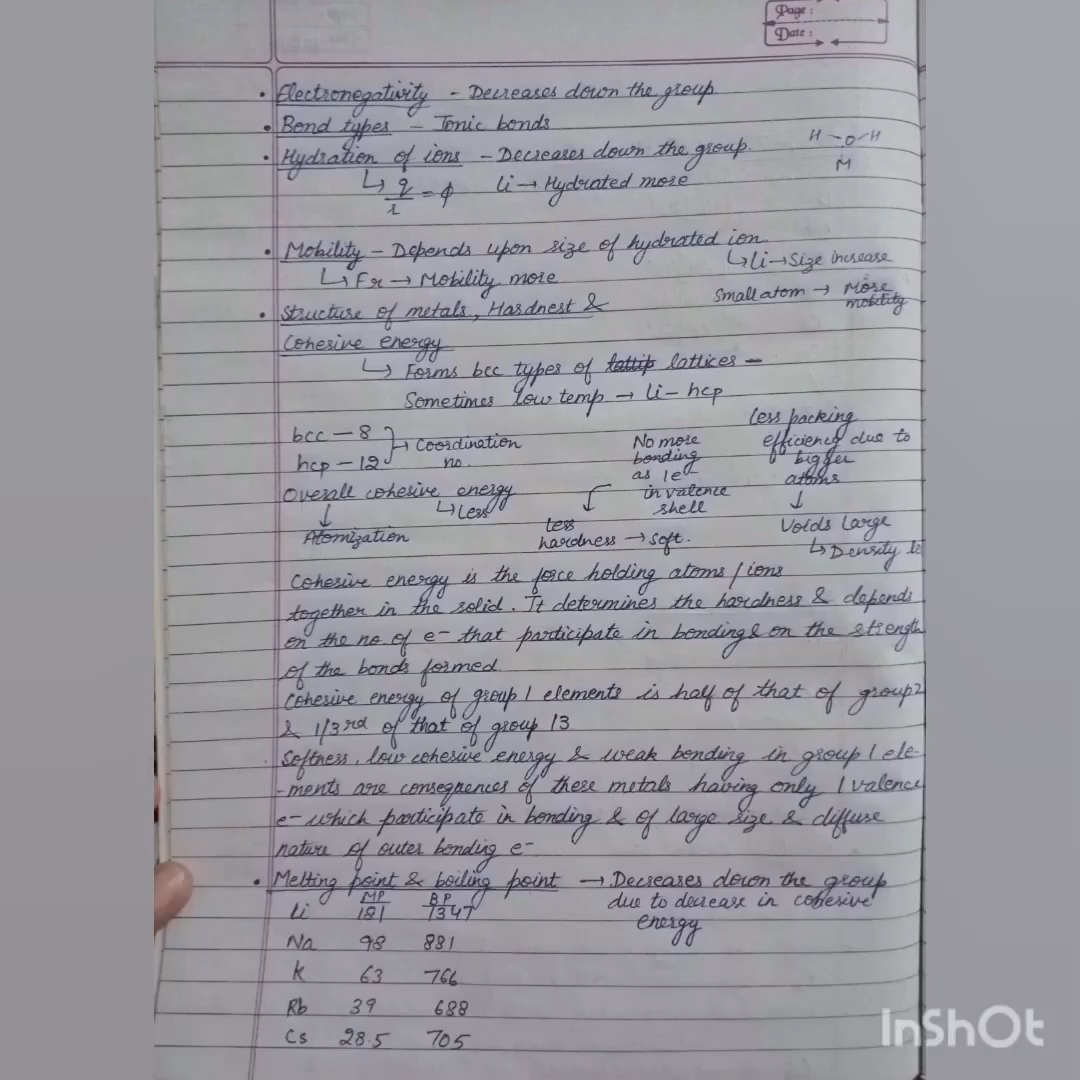 Page :
Date :
• Electronegativity - Decreases down the group.
• Bond types - Ionic bonds
H - O - H
M
• Hydration of ions - Decreases down the group.
↳ q/r = ϕ Li → Hydrated more
• Mobility - Depends upon size of hydrated ion
↳ Li → Size increase
↳ Fr → Mobility more
Small atom → More mobility
• Structure of metals, Hardnest &
Cohesive energy
↳ Forms bcc types of lattices -
Sometimes low temp → Li - hcp
bcc - 8
hcp - 12
→ Coordination
no.
No more
bonding
as 1e-
in valence
shell
Less packing
efficiency due to
bigger
atoms
↓
Voids large
↳ Density le
Overall cohesive energy
↳ Less
↓
Atomization
less
hardness → soft.
Cohesive energy is the force holding atoms / ions
together in the solid. It determines the hardness & depends
on the no. of e- that participate in bonding & on the strength
of the bonds formed.
Cohesive energy of group 1 elements is half of that of group 2
& 1/3rd of that of group 13
Softness, low cohesive energy & weak bonding in group 1 ele-
-ments are consequences of these metals having only 1 valence
e- which participate in bonding & of large size & diffuse
nature of outer bonding e-
• Melting point & boiling point → Decreases down the group
due to decrease in cohesive
energy
MP BP
Li 181 1347
Na 98 881
K 63 766
Rb 39 688
Cs 28.5 705
InShOt